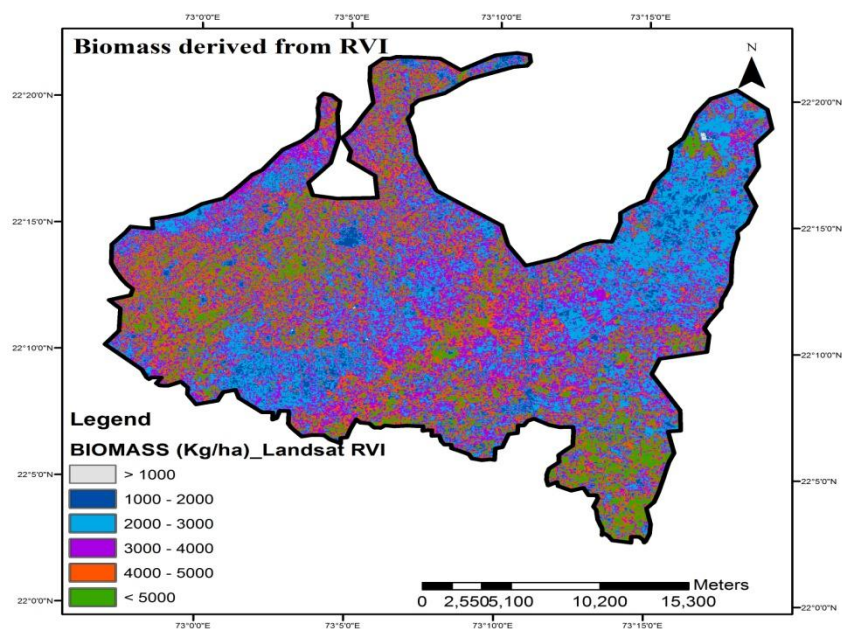 73°0'0"E 73°5'0"E 73°10'0"E 73°15'0"E
Biomass derived from RVI
N
22°20'0"N 22°20'0"N
22°15'0"N 22°15'0"N
22°10'0"N 22°10'0"N
Legend
BIOMASS (Kg/ha)_Landsat RVI
> 1000
1000 - 2000
22°5'0"N 22°5'0"N
2000 - 3000
3000 - 4000
4000 - 5000
< 5000
Meters
0 2,5505,100 10,200 15,300
22°0'0"N 22°0'0"N
73°0'0"E 73°5'0"E 73°10'0"E 73°15'0"E